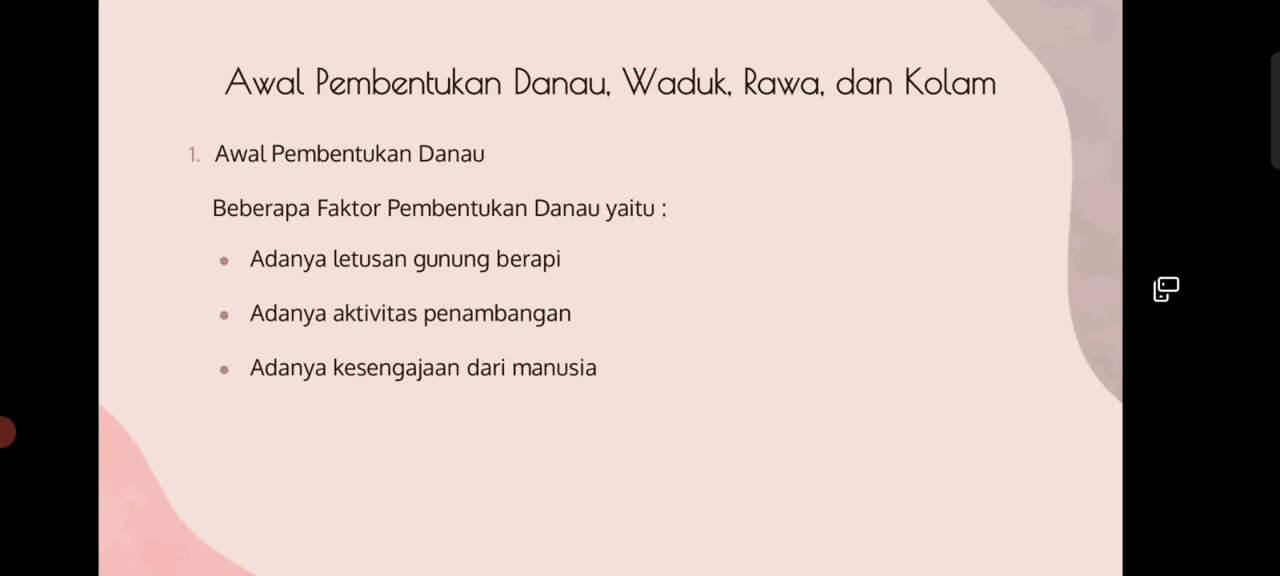 Awal Pembentukan Danau, Waduk, Rawa, dan Kolam
1. Awal Pembentukan Danau
Beberapa Faktor Pembentukan Danau yaitu :
• Adanya letusan gunung berapi
• Adanya aktivitas penambangan
• Adanya kesengajaan dari manusia